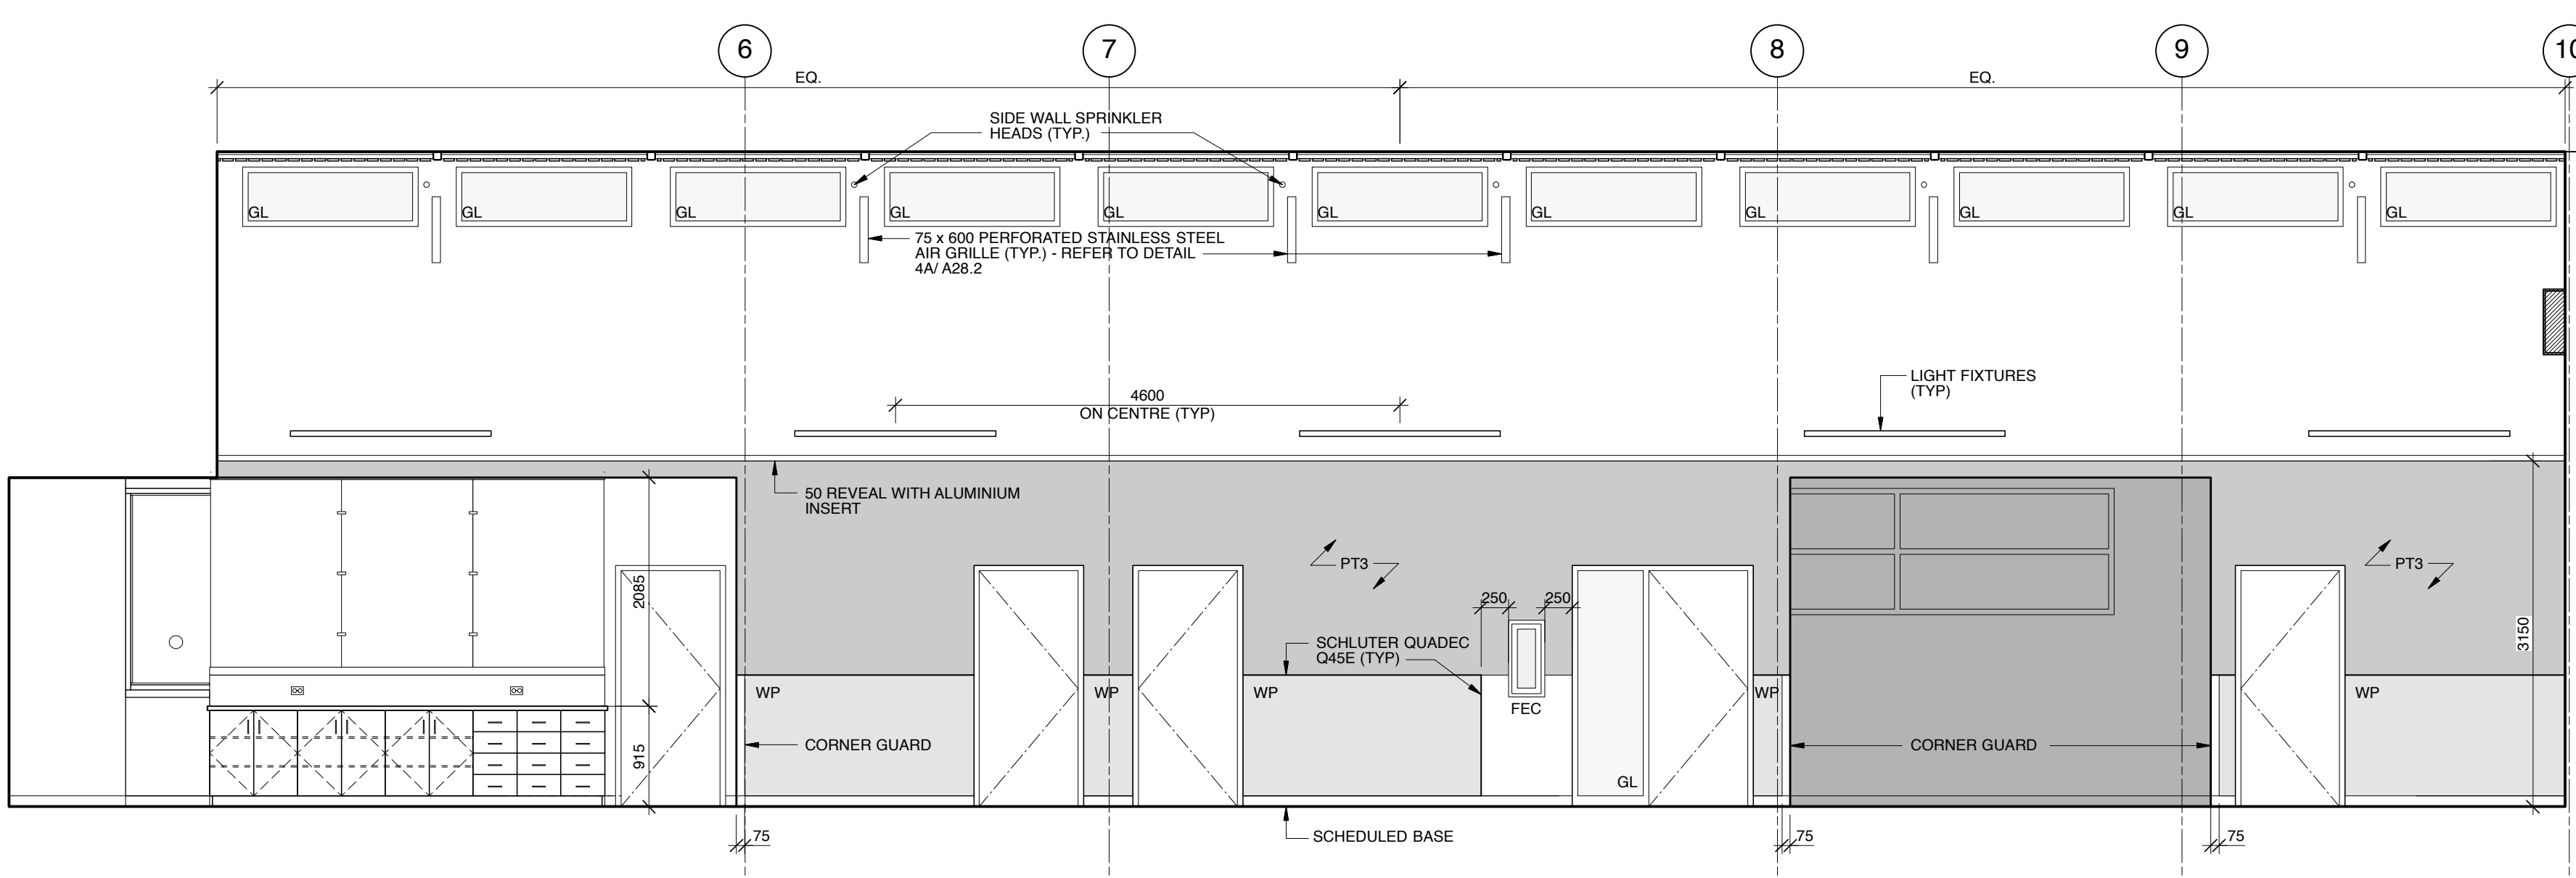 6
7
8
9
10
EQ.
EQ.
SIDE WALL SPRINKLER
HEADS (TYP.)
GL
GL
GL
GL
GL
GL
GL
GL
GL
GL
GL
75 x 600 PERFORATED STAINLESS STEEL
AIR GRILLE (TYP.) - REFER TO DETAIL
4A/ A28.2
4600
ON CENTRE (TYP)
LIGHT FIXTURES
(TYP)
50 REVEAL WITH ALUMINIUM
INSERT
PT3
PT3
2085
250
250
3150
SCHLUTER QUADEC
Q45E (TYP)
WP
WP
WP
WP
WP
FEC
915
CORNER GUARD
CORNER GUARD
GL
75
SCHEDULED BASE
75
75